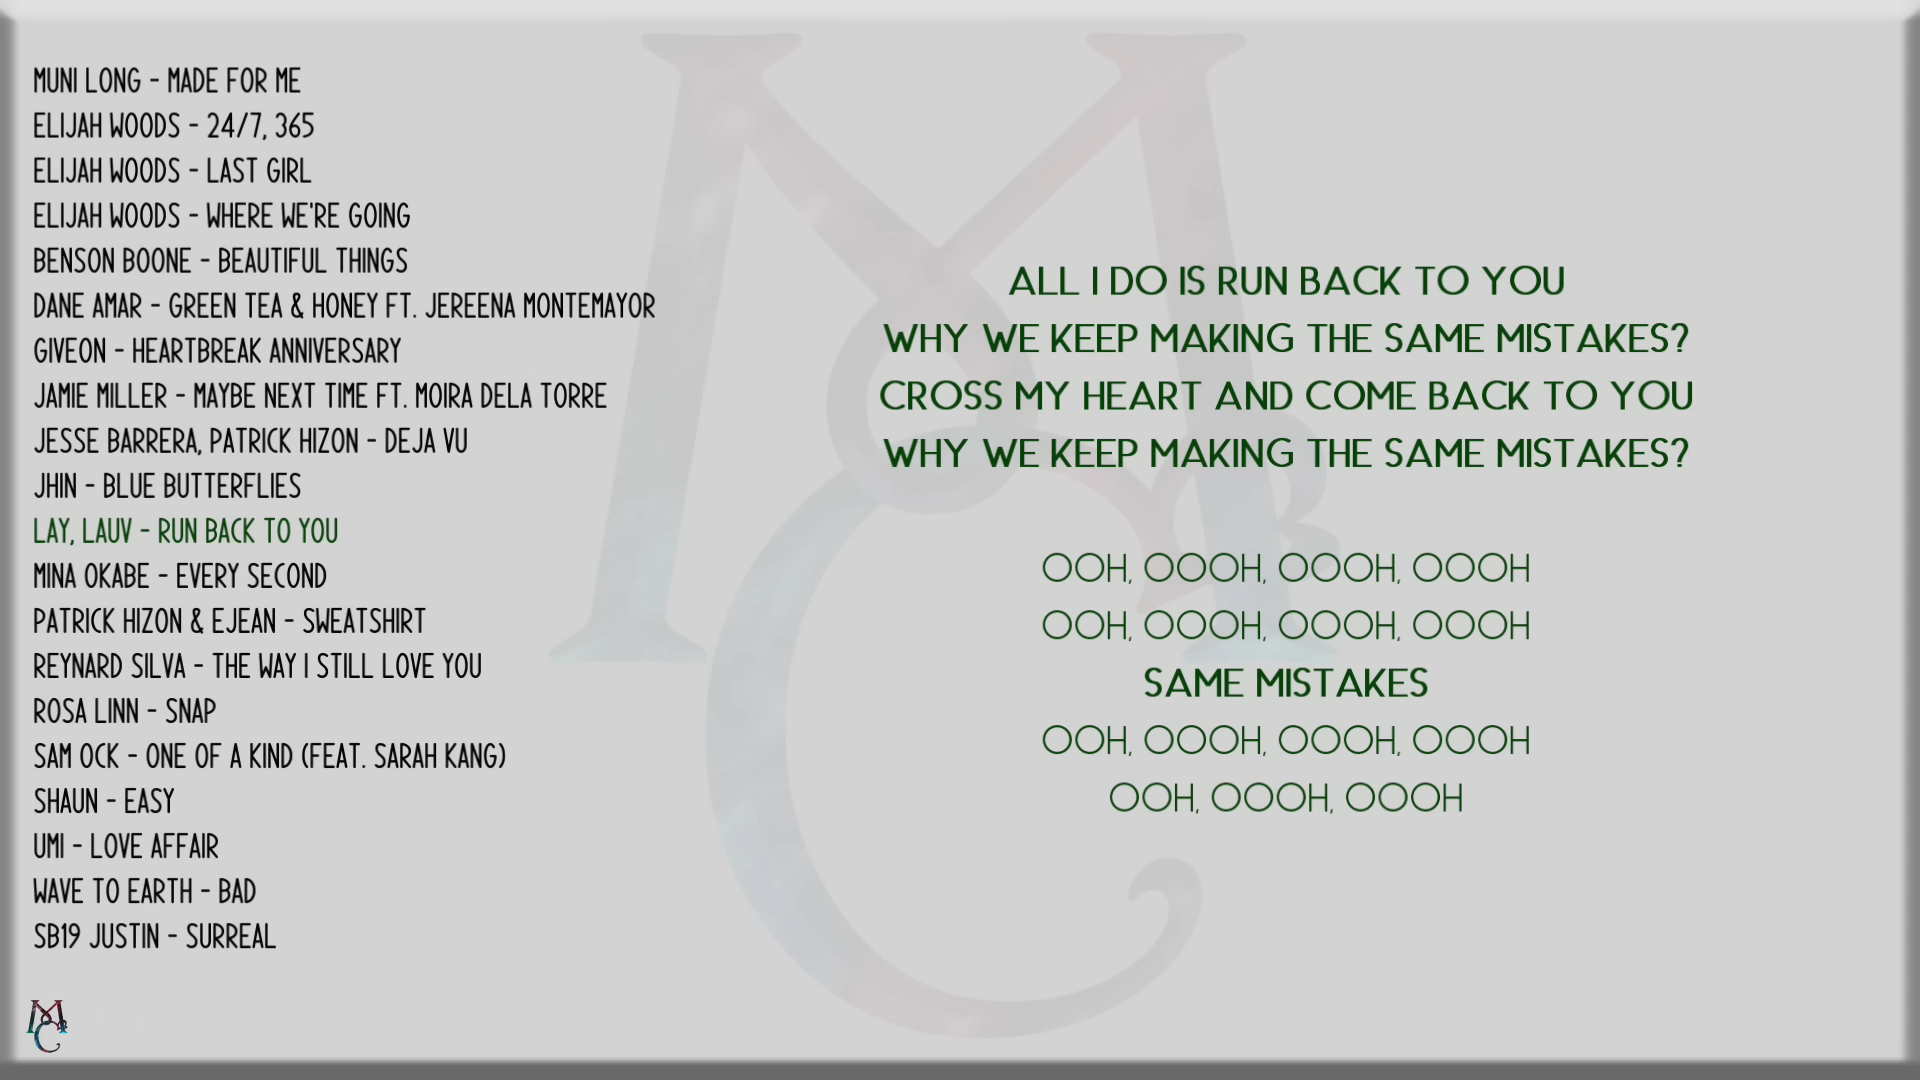 MUNI LONG - MADE FOR ME
ELIJAH WOODS - 24/7, 365
ELIJAH WOODS - LAST GIRL
ELIJAH WOODS - WHERE WE'RE GOING
BENSON BOONE - BEAUTIFUL THINGS
DANE AMAR - GREEN TEA & HONEY FT. JEREENA MONTEMAYOR
GIVEON - HEARTBREAK ANNIVERSARY
JAMIE MILLER - MAYBE NEXT TIME FT. MOIRA DELA TORRE
JESSE BARRERA, PATRICK HIZON - DEJA VU
JHIN - BLUE BUTTERFLIES
LAY, LAUV - RUN BACK TO YOU
MINA OKABE - EVERY SECOND
PATRICK HIZON & EJEAN - SWEATSHIRT
REYNARD SILVA - THE WAY I STILL LOVE YOU
ROSA LINN - SNAP
SAM OCK - ONE OF A KIND (FEAT. SARAH KANG)
SHAUN - EASY
UMI - LOVE AFFAIR
WAVE TO EARTH - BAD
SB19 JUSTIN - SURREAL
ALL I DO IS RUN BACK TO YOU
WHY WE KEEP MAKING THE SAME MISTAKES?
CROSS MY HEART AND COME BACK TO YOU
WHY WE KEEP MAKING THE SAME MISTAKES?
OOH, OOOH, OOOH, OOOH
OOH, OOOH, OOOH, OOOH
SAME MISTAKES
OOH, OOOH, OOOH, OOOH
OOH, OOOH, OOOH